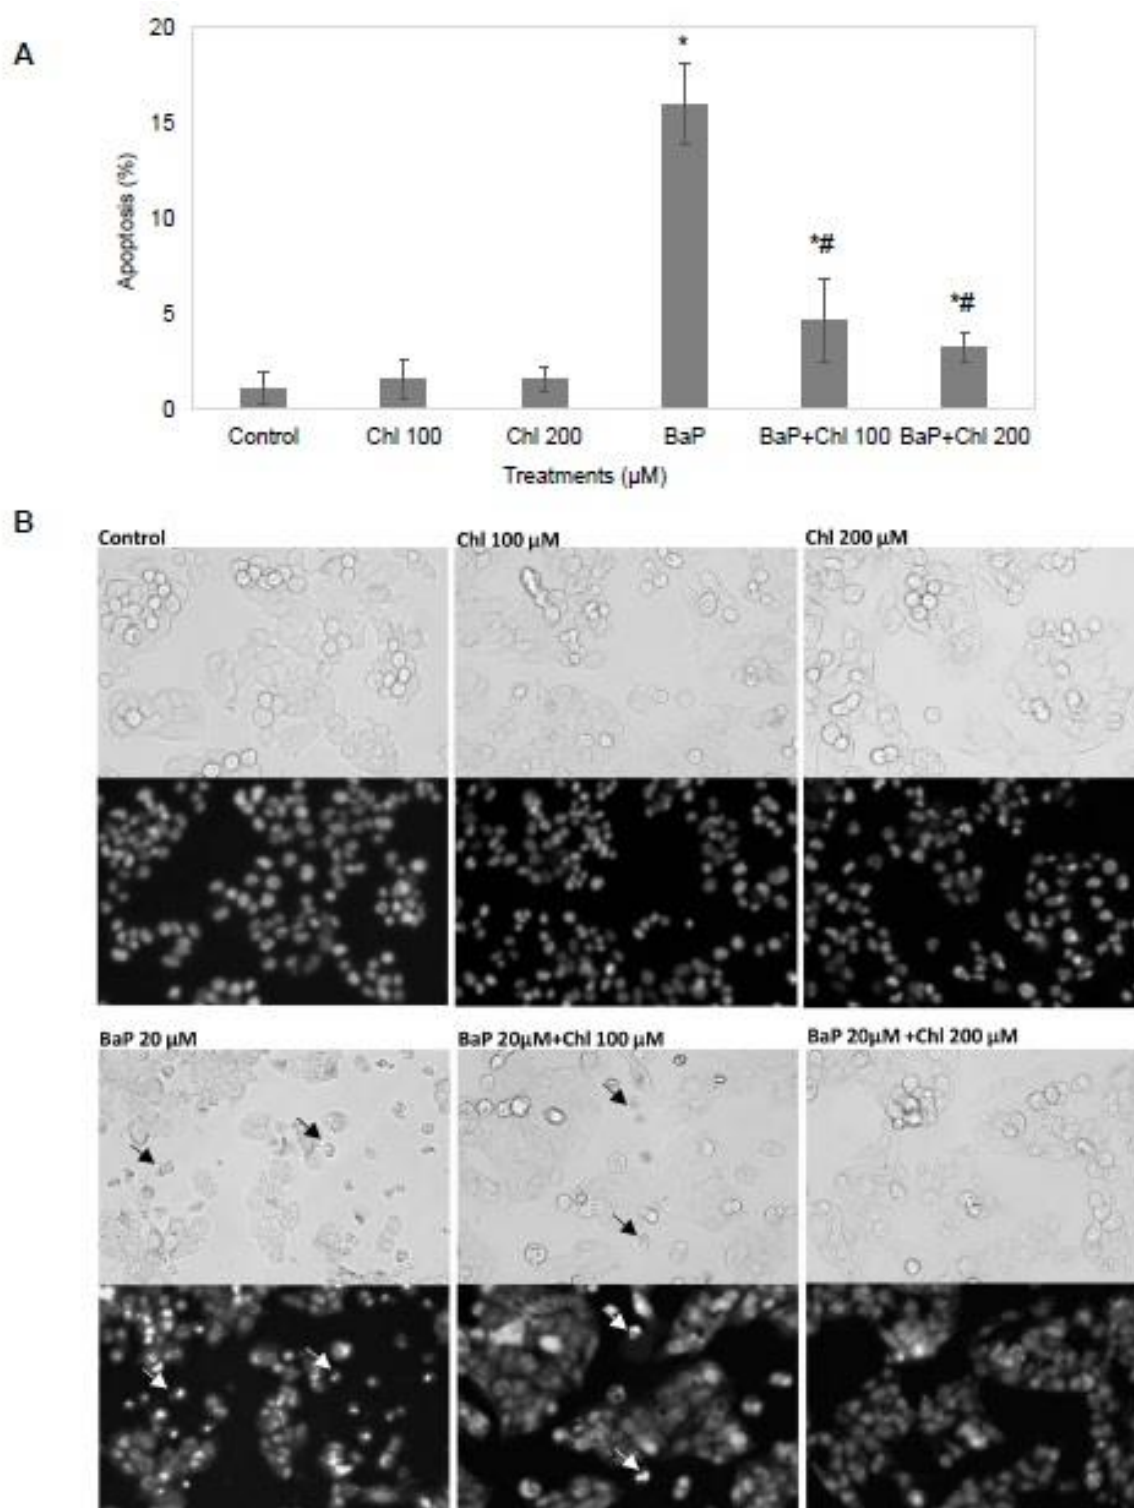 A
20
*
15
Apoptosis (%)
10
*#
5
*#
0
Control Chl 100 Chl 200 BaP BaP+Chl 100 BaP+Chl 200
Treatments (µM)
B
Control Chl 100 µM Chl 200 µM
BaP 20 µM BaP 20µM+Chl 100 µM BaP 20µM +Chl 200 µM